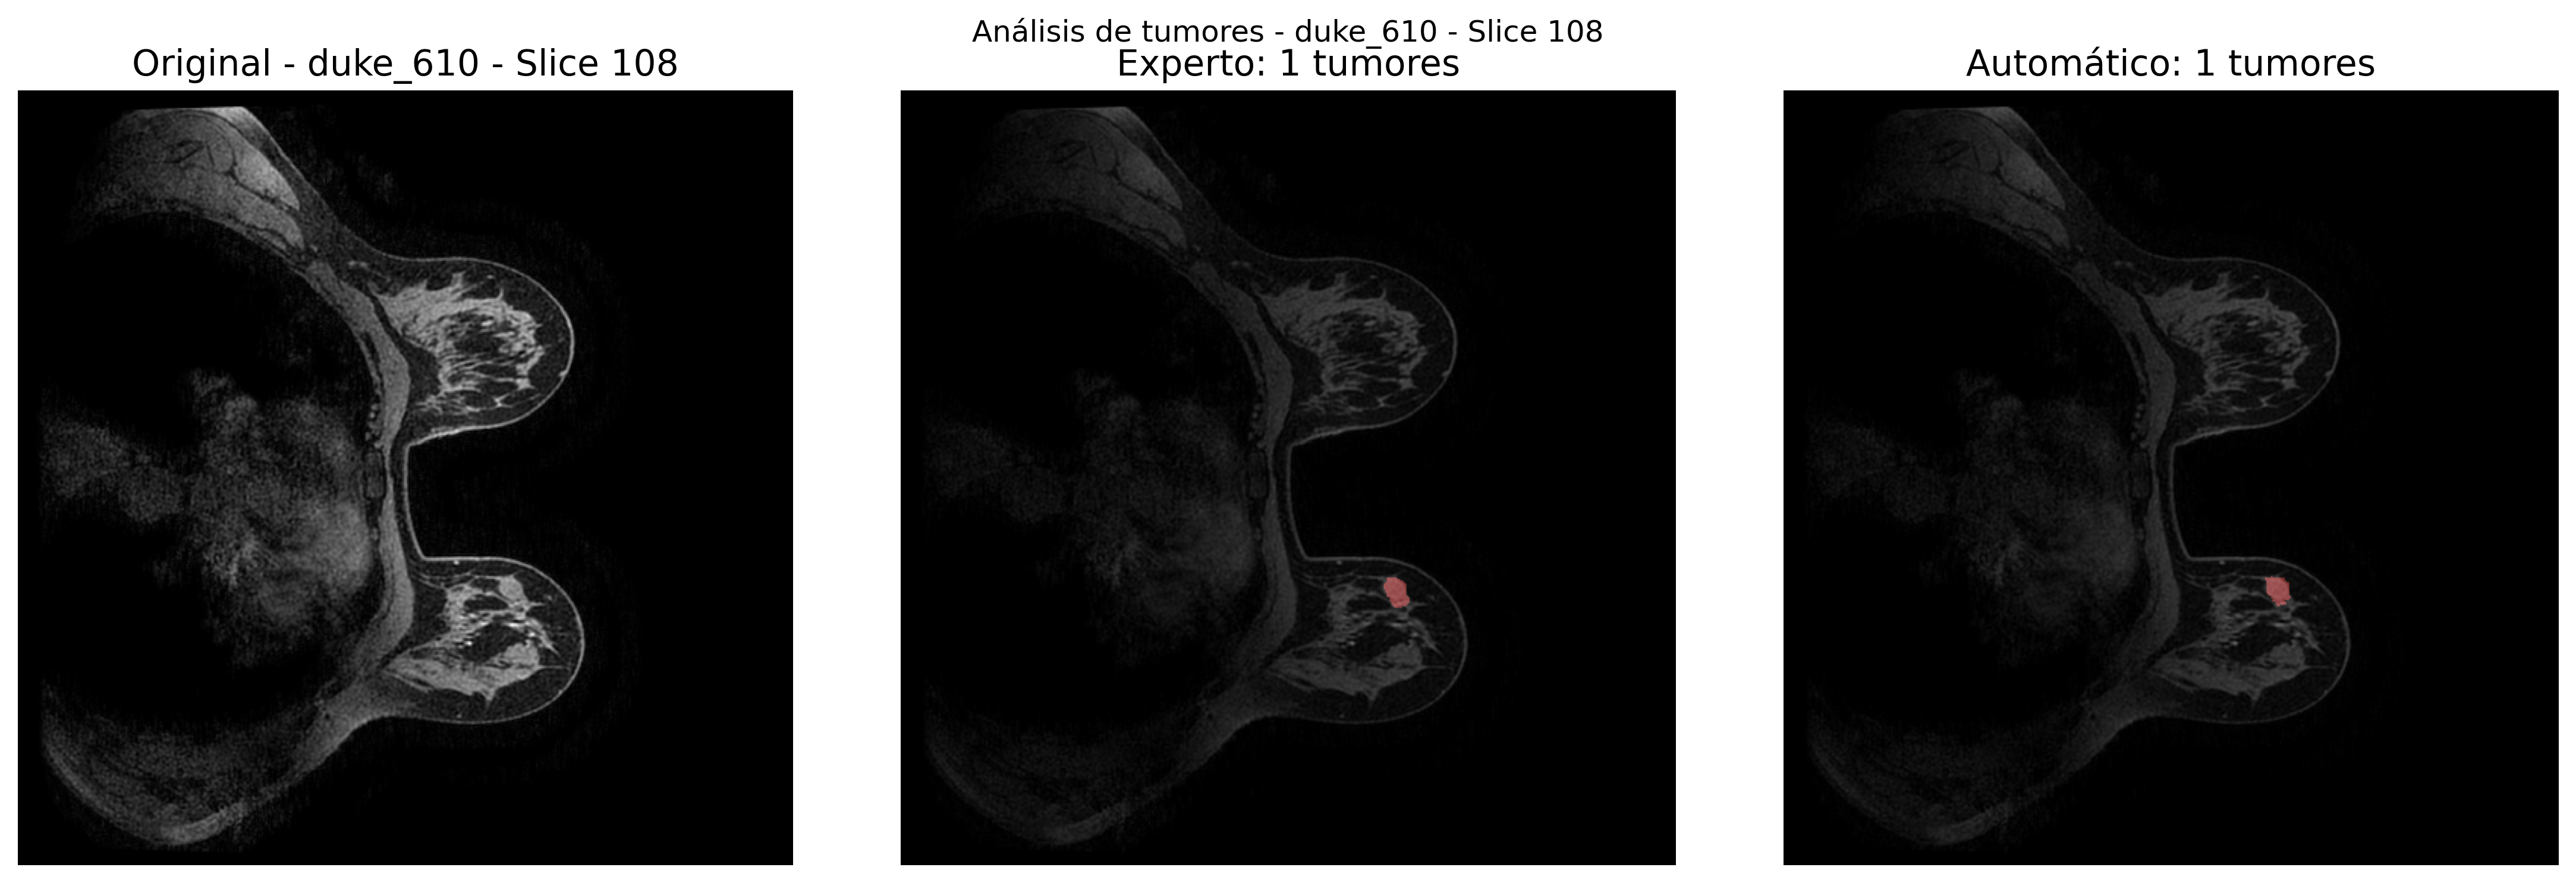 Análisis de tumores - duke_610 - Slice 108
Original - duke_610 - Slice 108
Experto: 1 tumores
Automático: 1 tumores